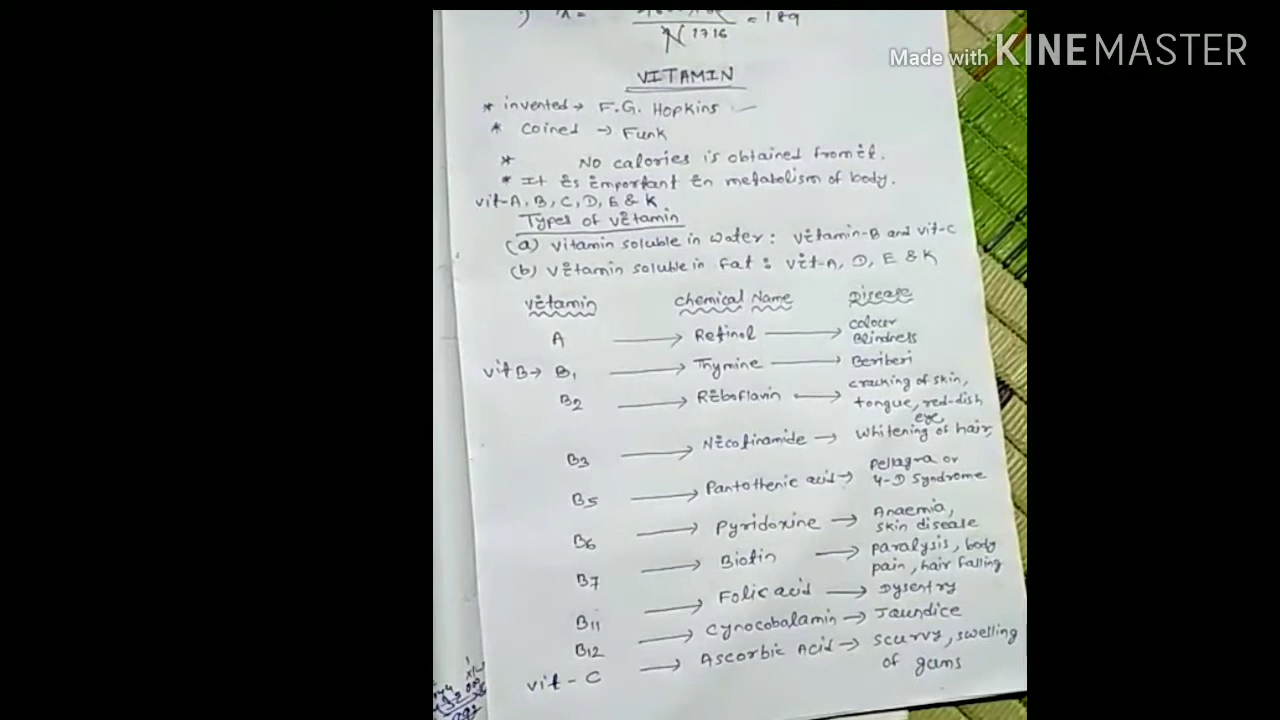 Made with KINEMASTER
N 1716 = 189
VITAMIN
* invented → F.G. Hopkins
* Coined → Funk
* No calories is obtained from it.
* It is important in metabolism of body.
vit-A, B, C, D, E & K
Types of vitamin
(a) vitamin soluble in water : vitamin-B and vit-C
(b) vitamin soluble in fat : vit-A, D, E & K
vitamin chemical Name Disease
A → Retinol → colour Blindness
vit B → B1 → Thymine → Beriberi
B2 → Riboflavin → cracking of skin, tongue, red-dish eye
B3 → Nicotinamide → Whitening of hair,
B5 → Pantothenic acid → Pellagra or 4-D Syndrome
B6 → Pyridoxine → Anaemia, skin disease
B7 → Biotin → paralysis, body pain, hair falling
B11 → Folic acid → Dysentry
B12 → Cynocobalamin → Jaundice
vit - C → Ascorbic Acid → scurvy, swelling of gams